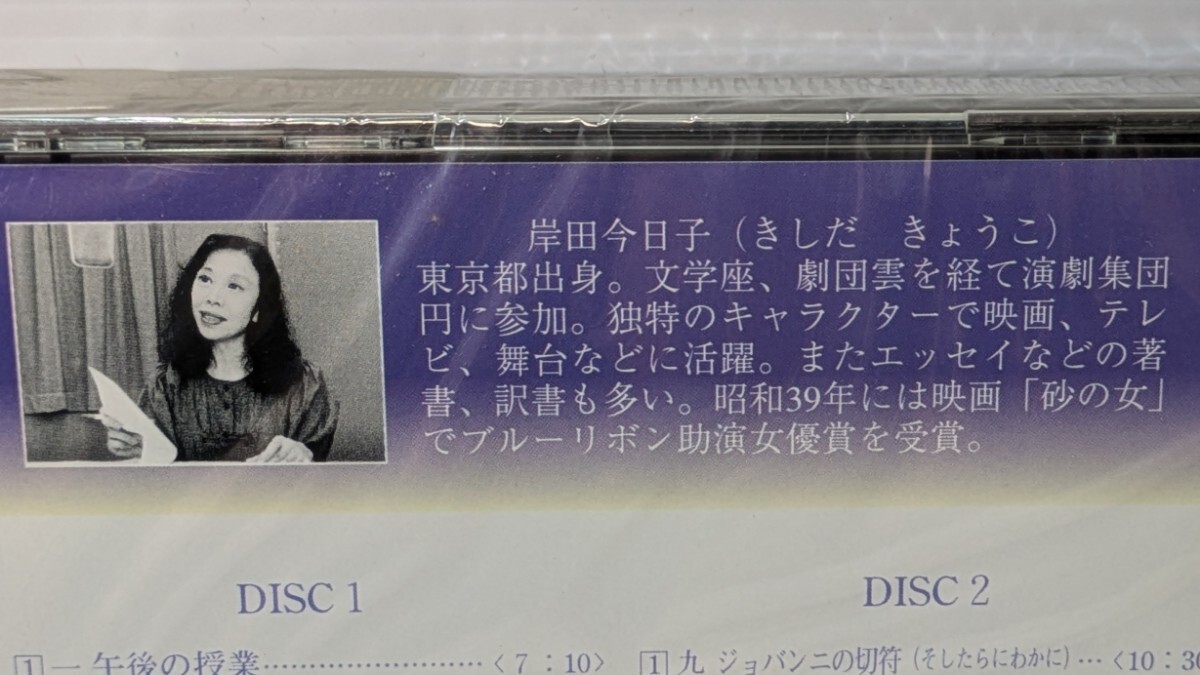 岸田今日子（きしだ　きょうこ）
東京都出身。文学座、劇団雲を経て演劇集団
円に参加。独特のキャラクターで映画、テレ
ビ、舞台などに活躍。またエッセイなどの著
書、訳書も多い。昭和39年には映画「砂の女」
でブルーリボン助演女優賞を受賞。
DISC 1
1 一 午後の授業……………………〈 7：10〉
DISC 2
1 九 ジョバンニの切符（そしたらにわかに）…〈10：30